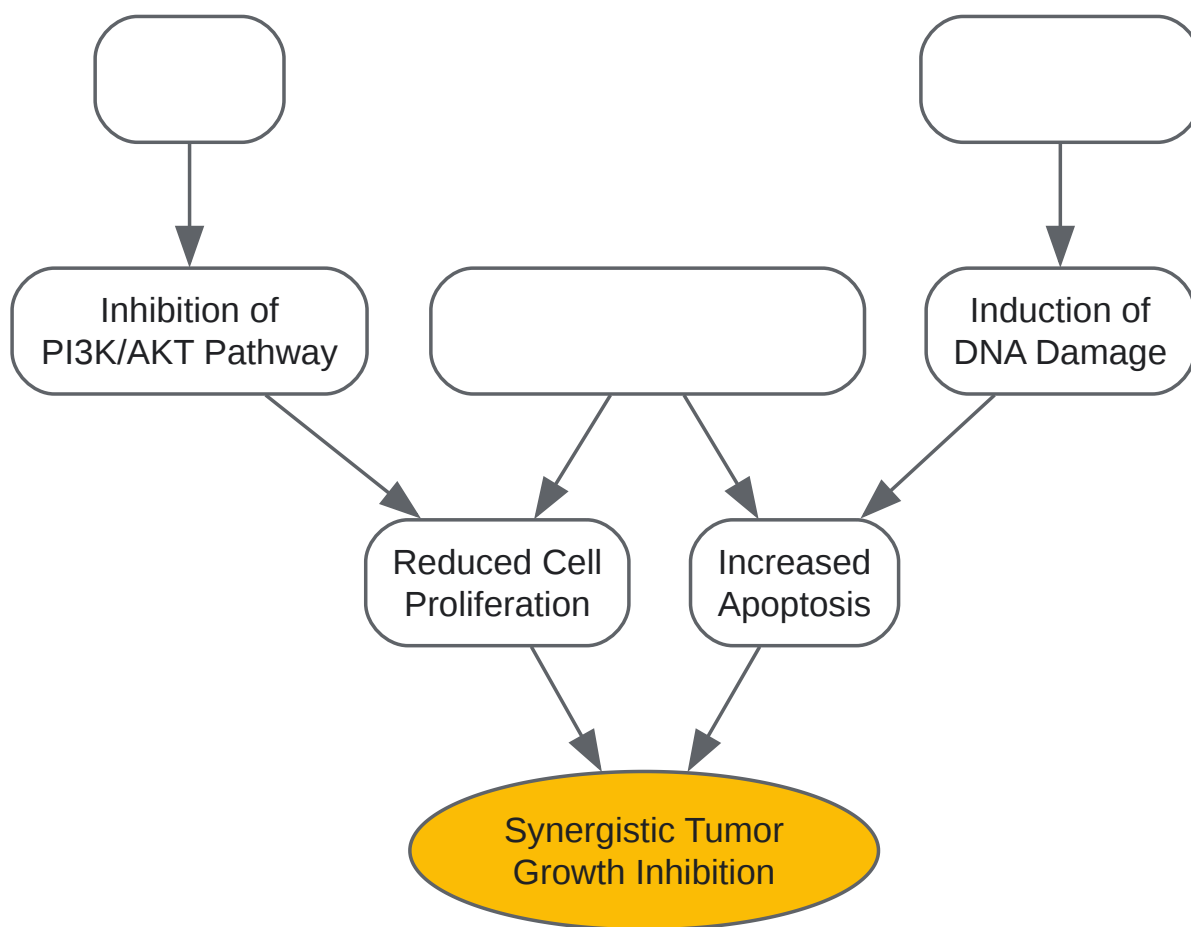 Inhibition of
PI3K/AKT Pathway
Induction of
DNA Damage
Reduced Cell
Proliferation
Increased
Apoptosis
Synergistic Tumor
Growth Inhibition